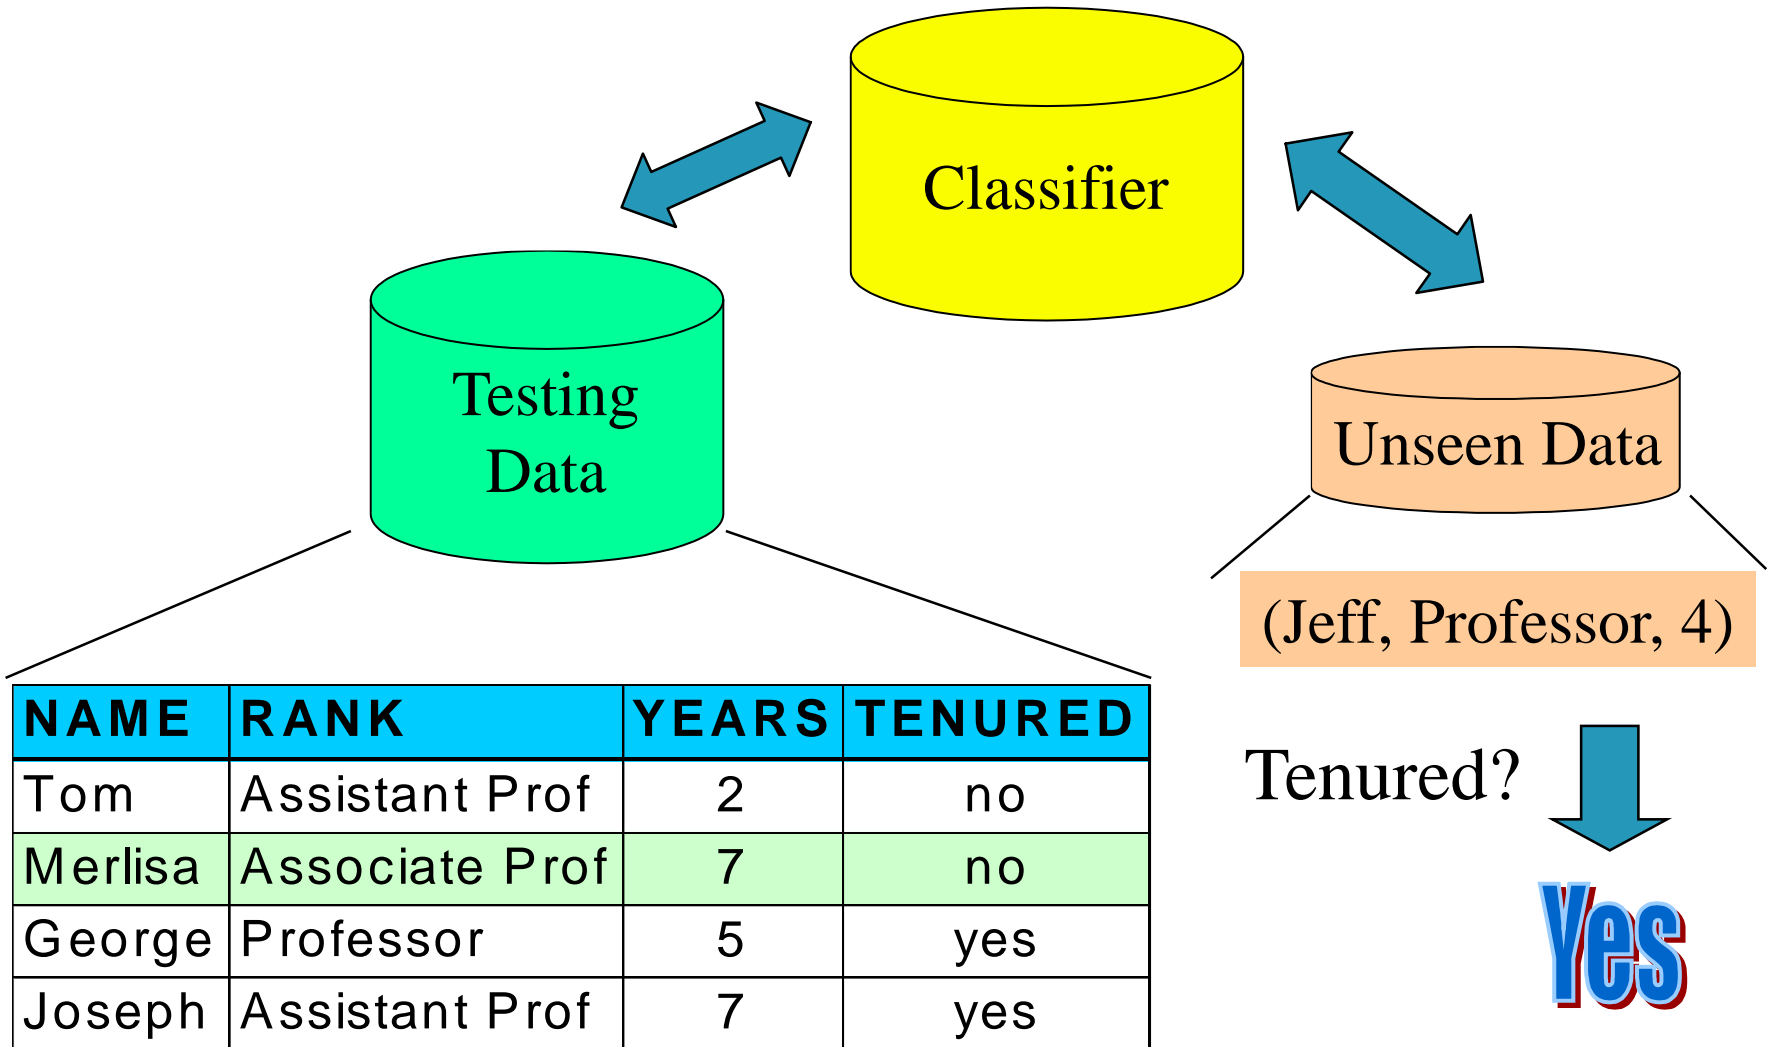 Classifier
Testing
Data
Unseen Data
(Jeff, Professor, 4)
NAME RANK YEARS TENURED
Tom Assistant Prof 2 no
Merlisa Associate Prof 7 no
George Professor 5 yes
Joseph Assistant Prof 7 yes
Tenured?
Yes